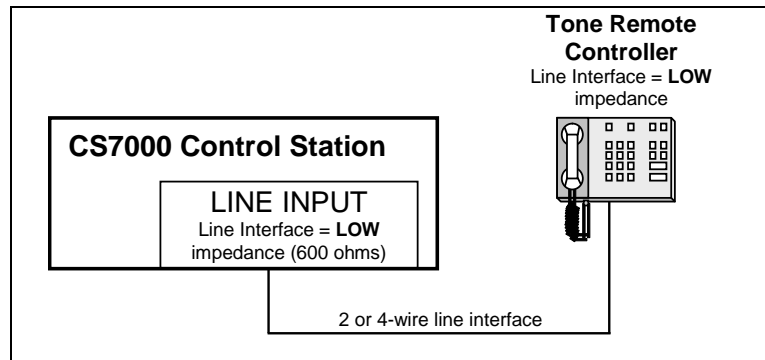 Tone Remote
Controller
Line Interface = LOW
impedance
CS7000 Control Station
LINE INPUT
Line Interface = LOW
impedance (600 ohms)
2 or 4-wire line interface